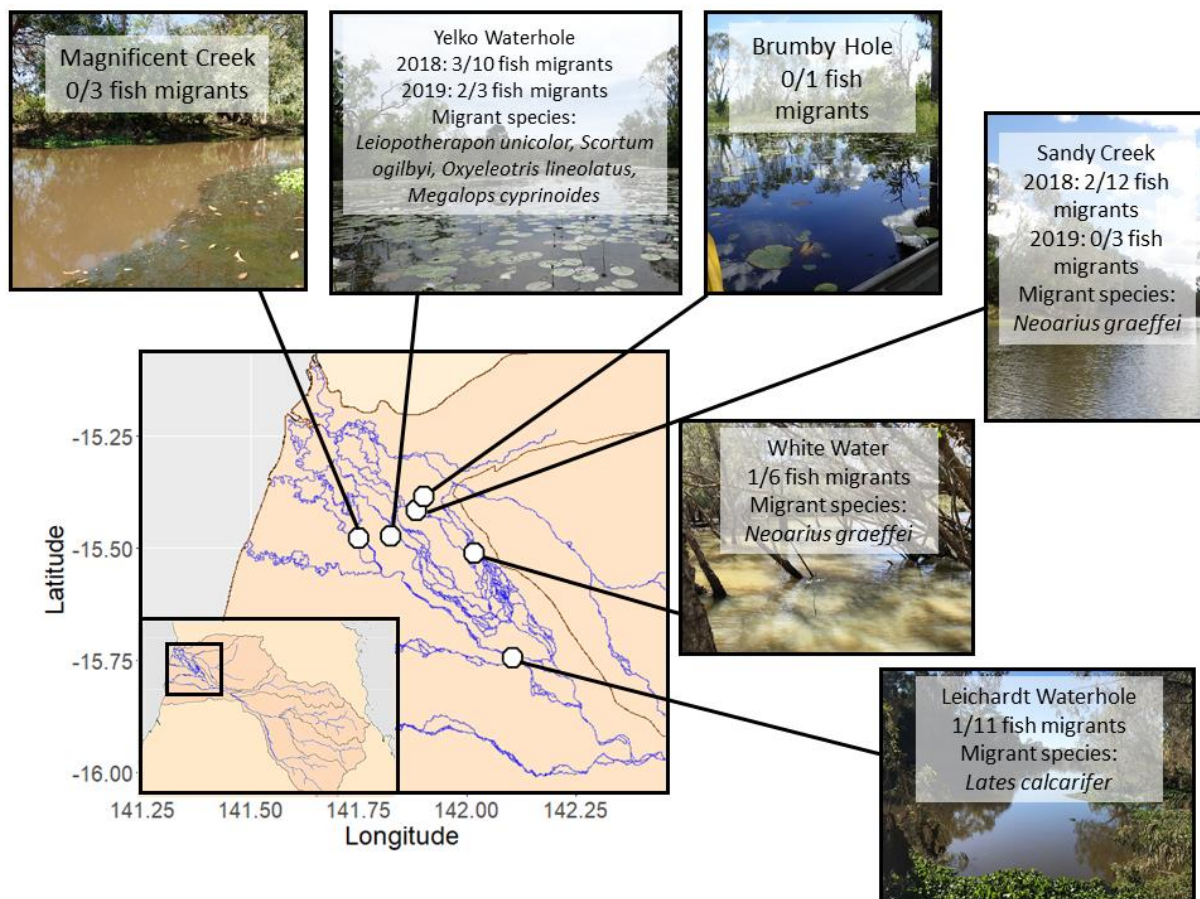 Magnificent Creek
0/3 fish migrants
Yelko Waterhole
2018: 3/10 fish migrants
2019: 2/3 fish migrants
Migrant species:
Leiopotherapon unicolor, Scortum
ogilbyi, Oxyeleotris lineolatus,
Megalops cyprinoides
Brumby Hole
0/1 fish
migrants
Sandy Creek
2018: 2/12 fish
migrants
2019: 0/3 fish
migrants
Migrant species:
Neoarius graeffei
White Water
1/6 fish migrants
Migrant species:
Neoarius graeffei
Leichardt Waterhole
1/11 fish migrants
Migrant species:
Lates calcarifer
Latitude
-15.25
-15.50
-15.75
-16.00
141.25 141.50 141.75 142.00 142.25
Longitude